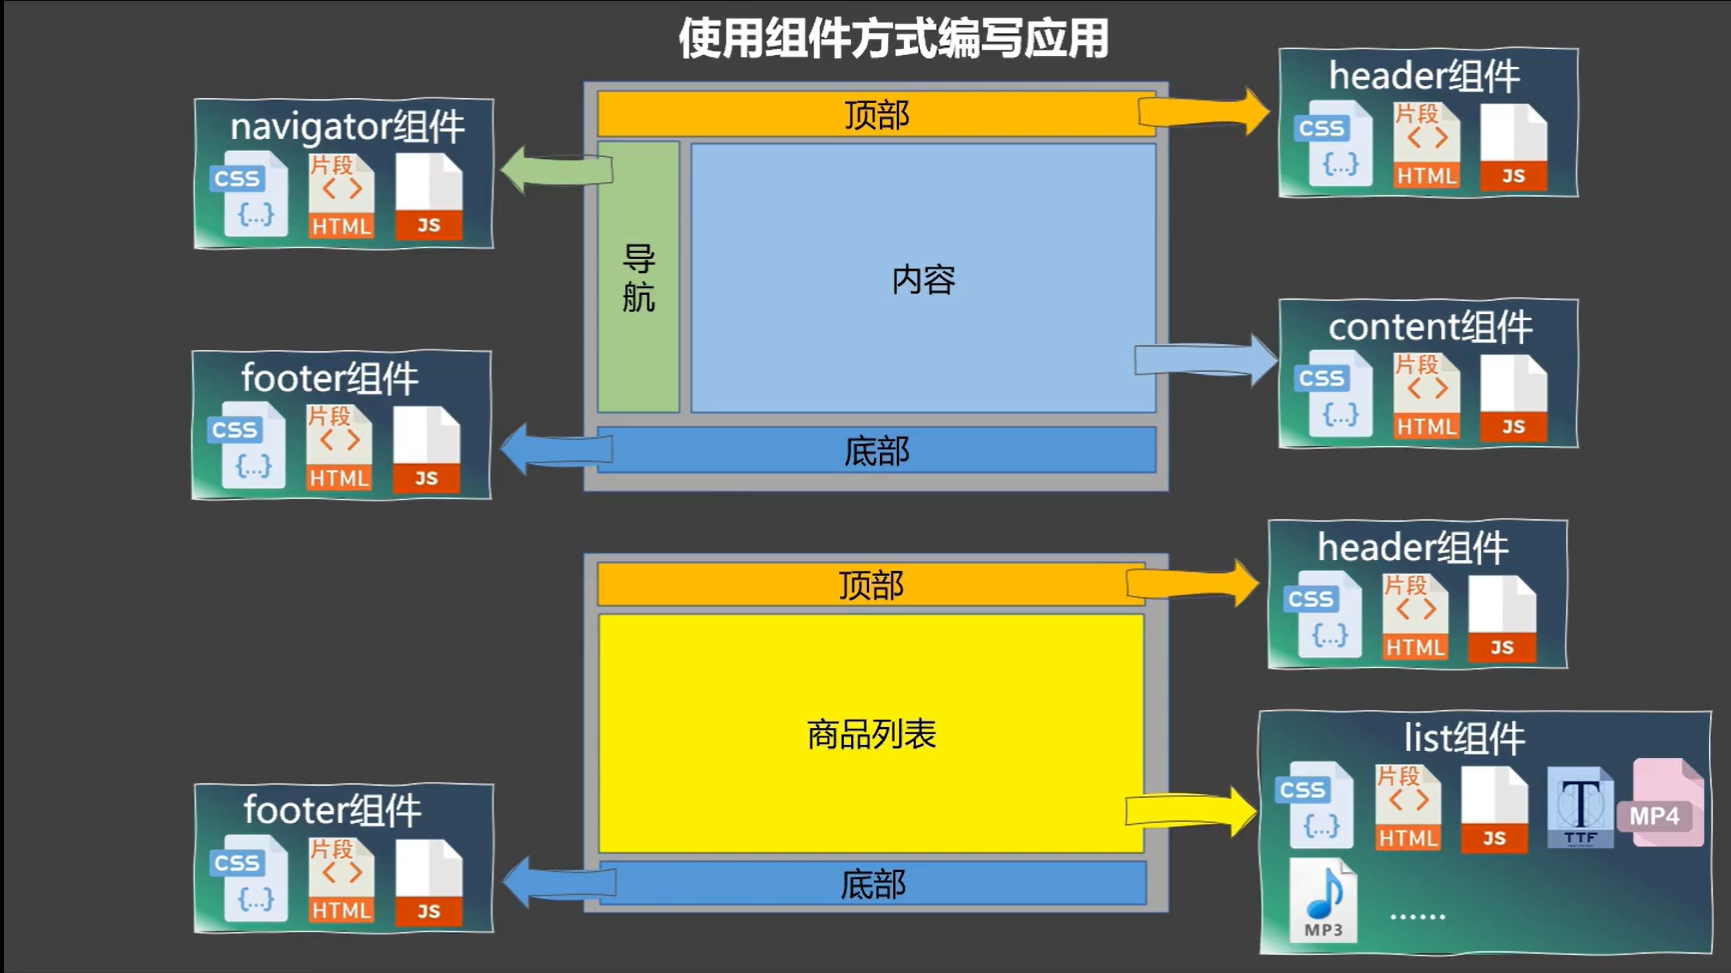 使用组件方式编写应用
navigator组件
CSS
{...}
片段
< >
HTML
JS
顶部
导
航
内容
底部
header组件
CSS
{...}
片段
< >
HTML
JS
footer组件
CSS
{...}
片段
< >
HTML
JS
content组件
CSS
{...}
片段
< >
HTML
JS
顶部
商品列表
底部
header组件
CSS
{...}
片段
< >
HTML
JS
footer组件
CSS
{...}
片段
< >
HTML
JS
list组件
CSS
{...}
片段
< >
HTML
JS
T
TTF
MP4
MP3
......